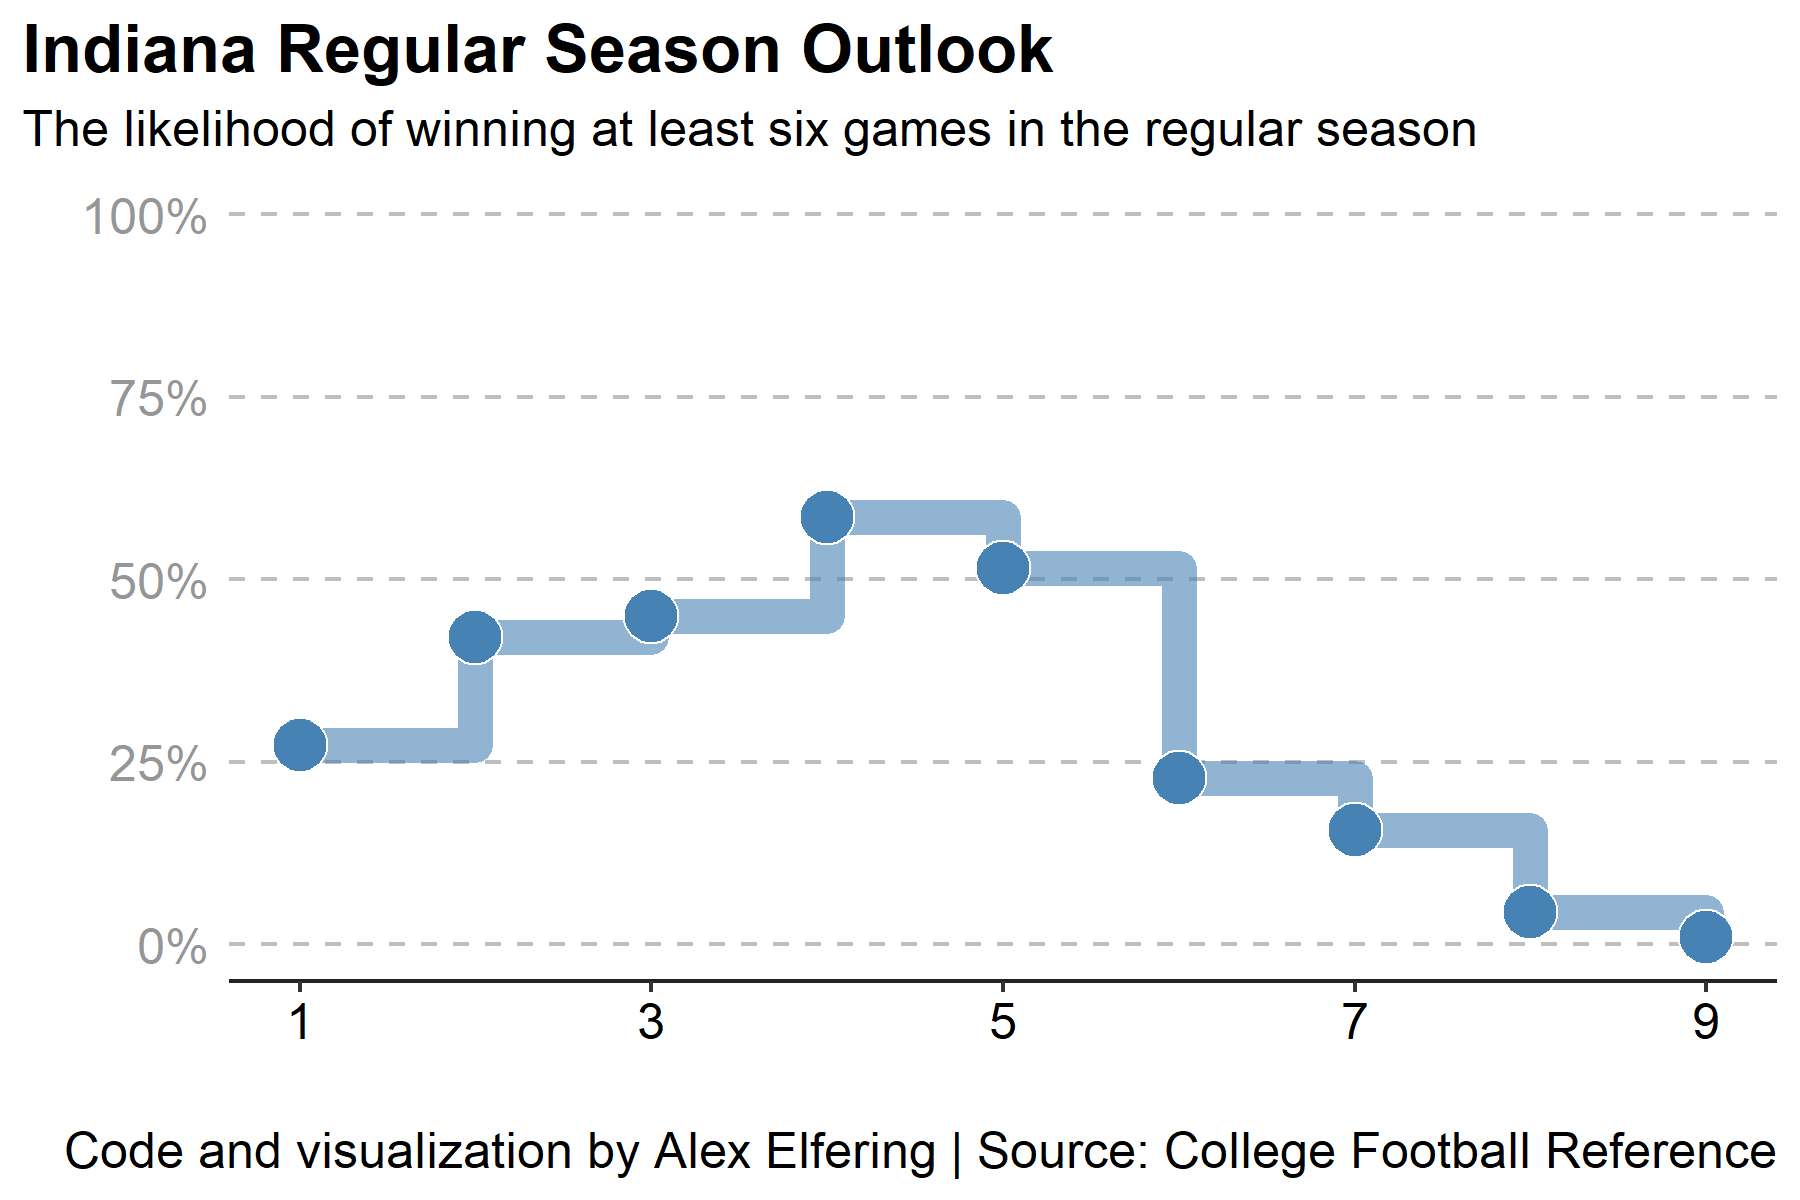 Indiana Regular Season Outlook
The likelihood of winning at least six games in the regular season
100%
75%
50%
25%
0%
1 3 5 7 9
Code and visualization by Alex Elfering | Source: College Football Reference